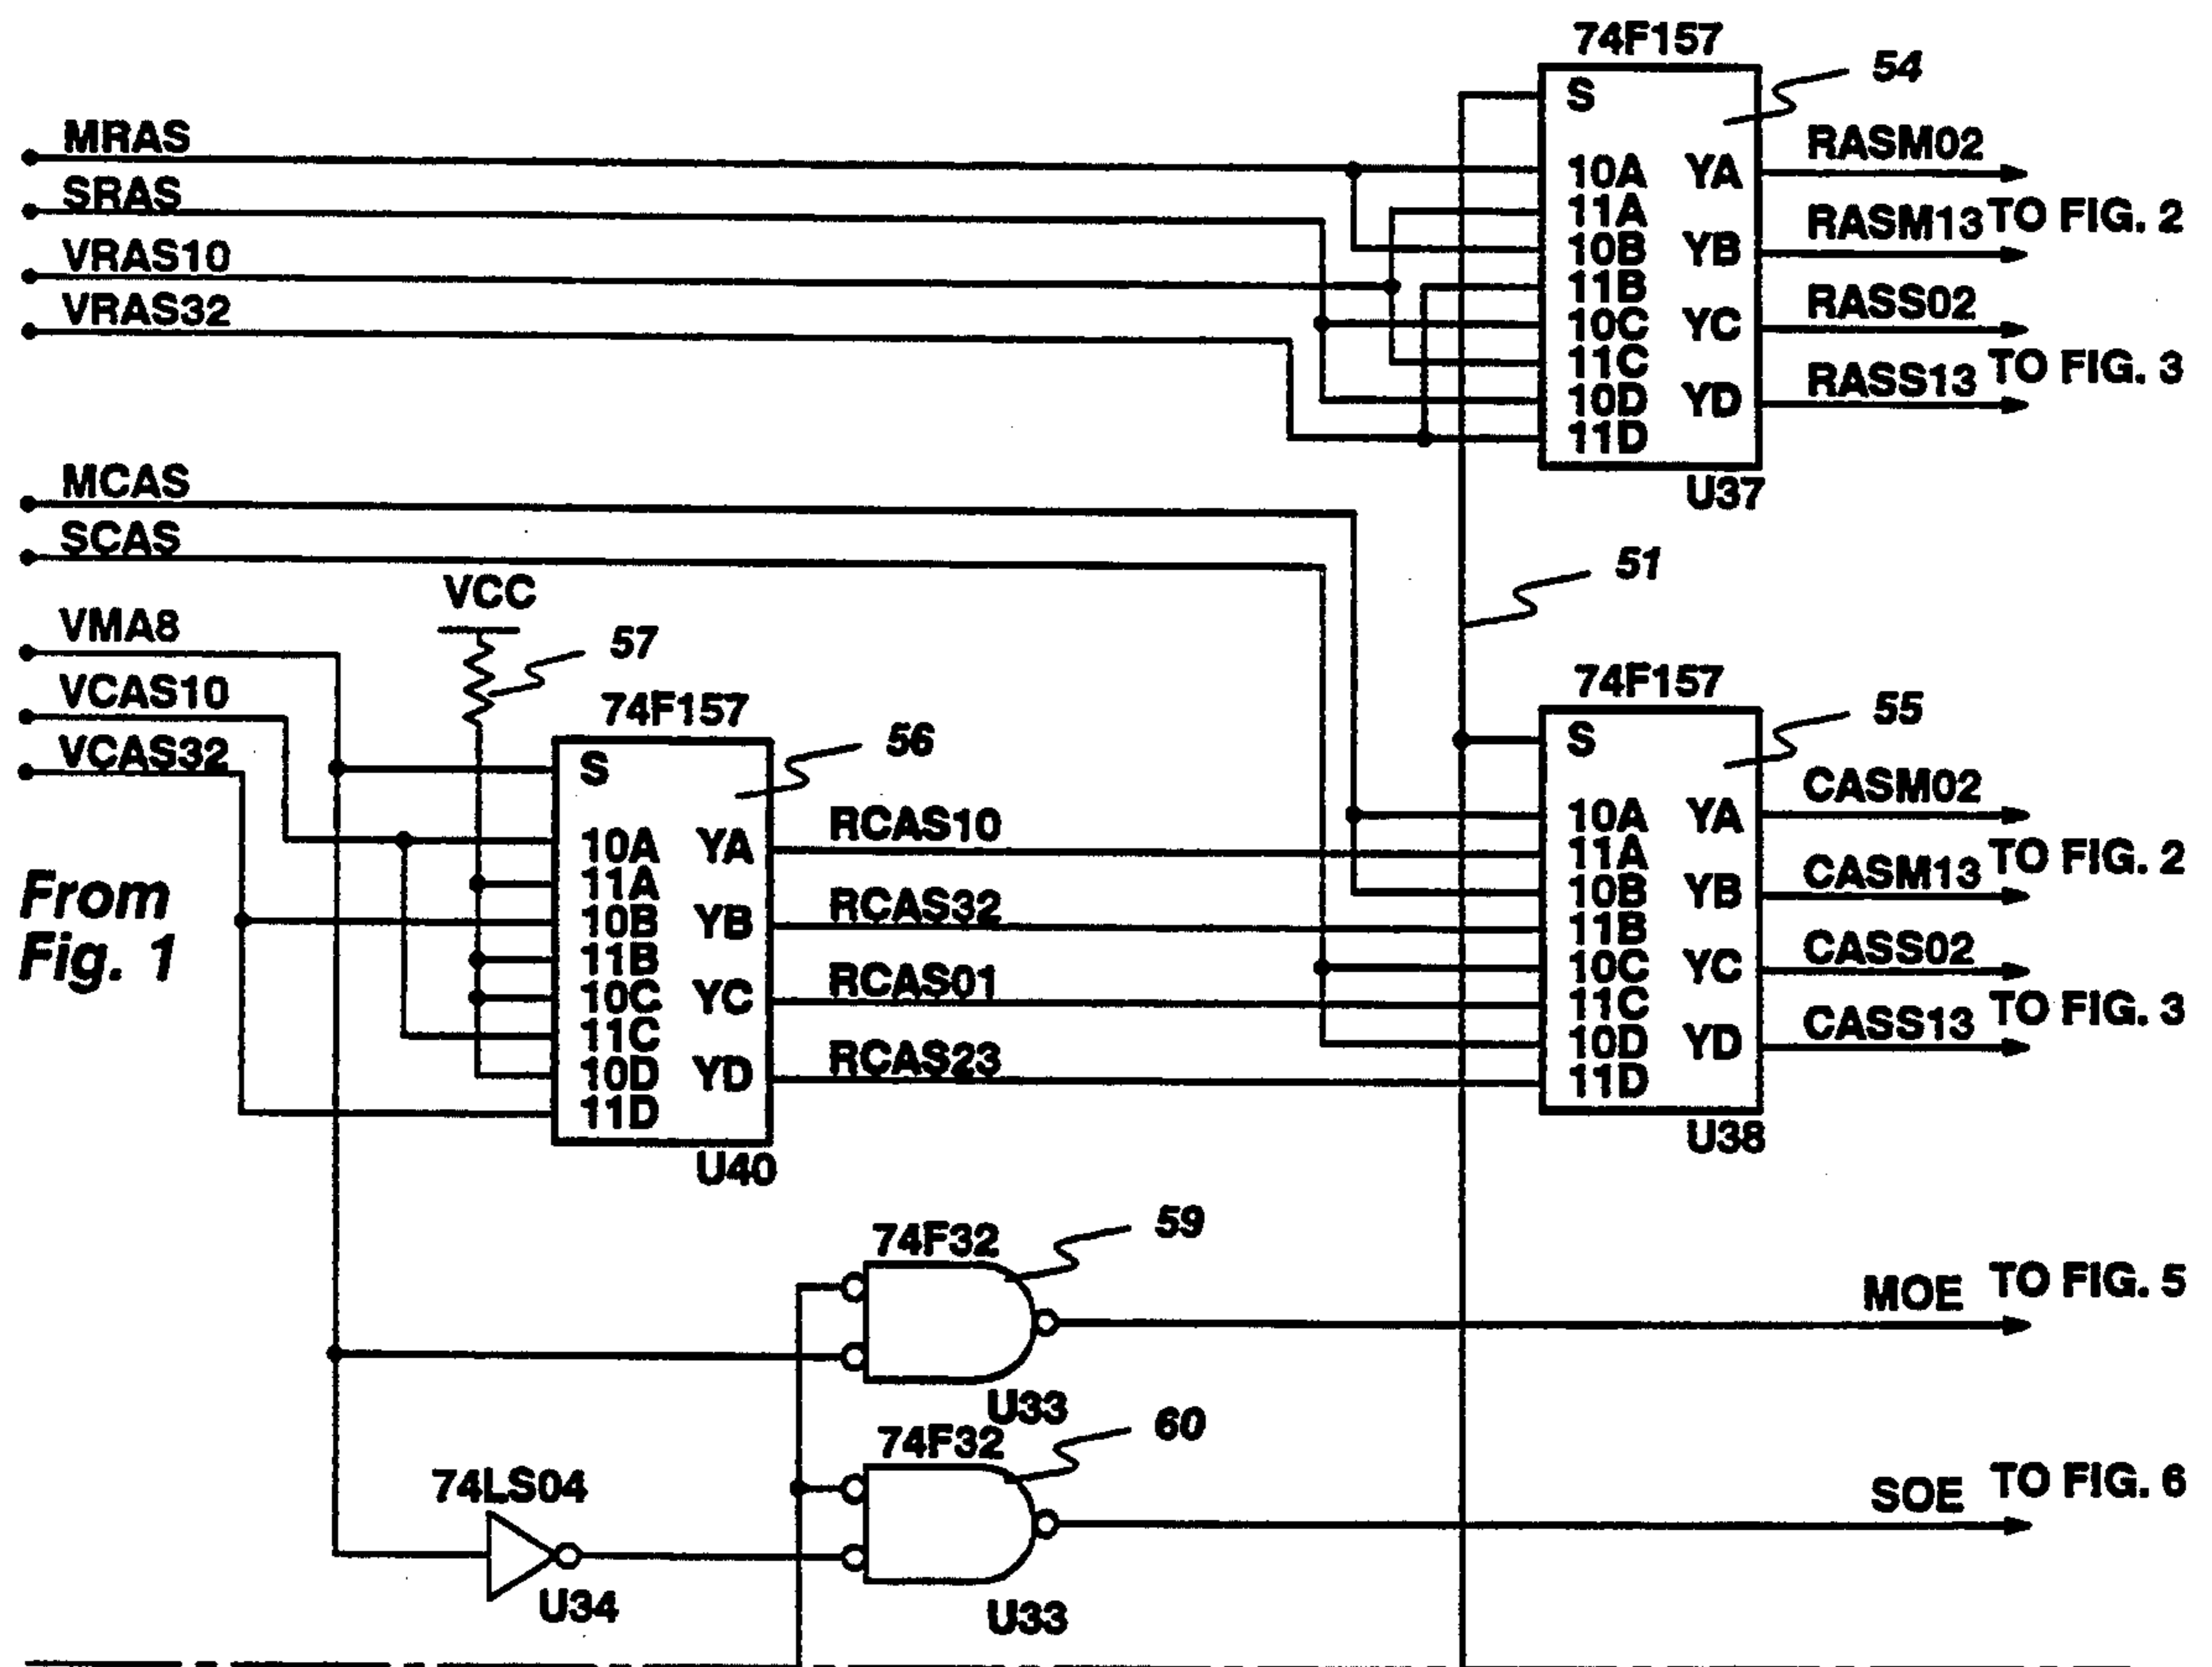 74F157
54
S
MRAS
SRAS
VRAS10
VRAS32
10A YA
11A
10B YB
11B
10C YC
11C
10D YD
11D
RASM02
RASM13 TO FIG. 2
RASS02
RASS13 TO FIG. 3
U37
MCAS
SCAS
51
VCC
57
VMA8
VCAS10
VCAS32
74F157
56
S
10A YA
11A
10B YB
11B
10C YC
11C
10D YD
11D
U40
RCAS10
RCAS32
RCAS01
RCAS23
74F157
55
S
10A YA
11A
10B YB
11B
10C YC
11C
10D YD
11D
U38
CASM02
CASM13 TO FIG. 2
CASS02
CASS13 TO FIG. 3
From
Fig. 1
74F32
59
U33
MOE TO FIG. 5
74F32
60
U33
SOE TO FIG. 6
74LS04
U34